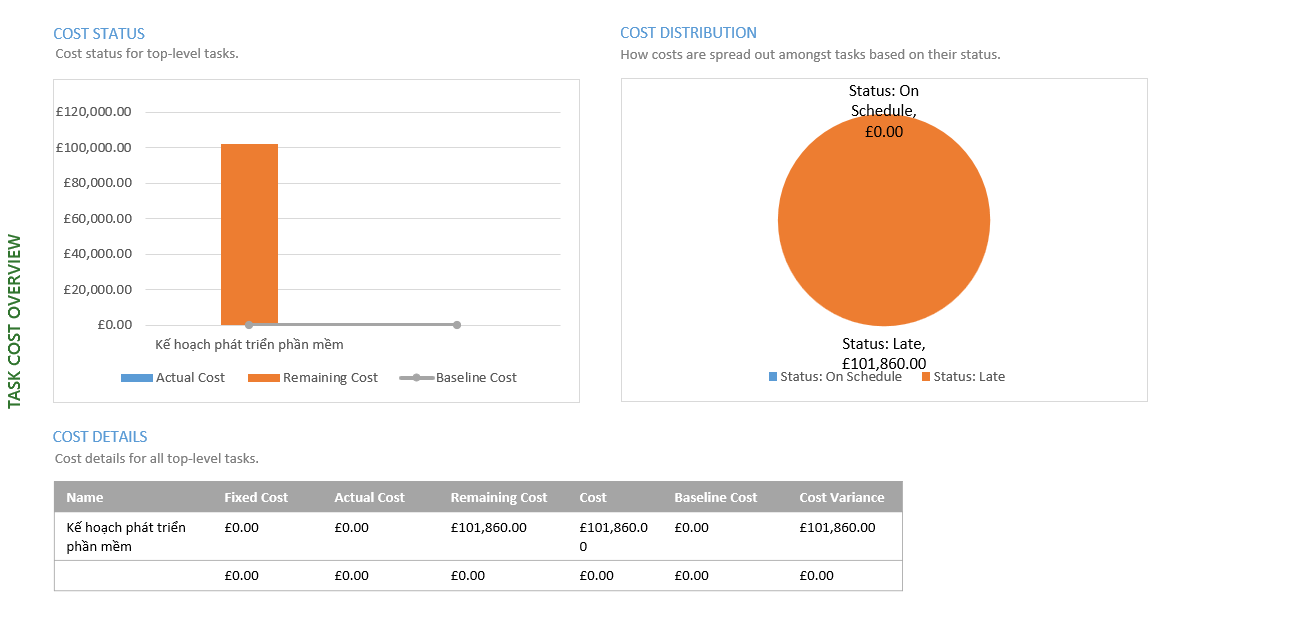 TASK COST OVERVIEW
COST STATUS
Cost status for top-level tasks.
£120,000.00
£100,000.00
£80,000.00
£60,000.00
£40,000.00
£20,000.00
£0.00
Kế hoạch phát triển phần mềm
Actual Cost Remaining Cost Baseline Cost
COST DISTRIBUTION
How costs are spread out amongst tasks based on their status.
Status: On
Schedule,
£0.00
Status: Late,
£101,860.00
Status: On Schedule Status: Late
COST DETAILS
Cost details for all top-level tasks.
Name Fixed Cost Actual Cost Remaining Cost Cost Baseline Cost Cost Variance
Kế hoạch phát triển £0.00 £0.00 £101,860.00 £101,860.0 £0.00 £101,860.00
phần mềm 0
£0.00 £0.00 £0.00 £0.00 £0.00 £0.00